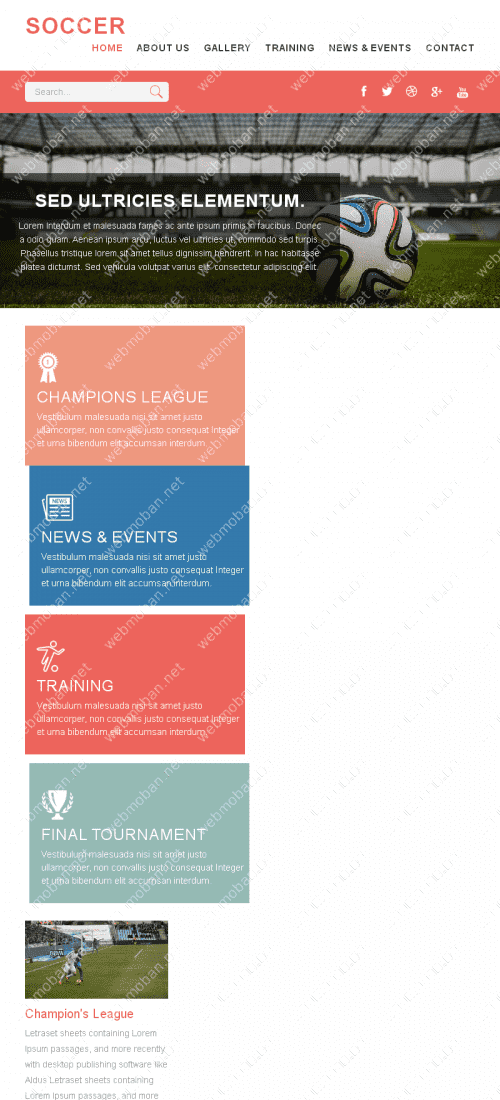 SOCCER
HOME ABOUT US GALLERY TRAINING NEWS & EVENTS CONTACT
Search...
SED ULTRICIES ELEMENTUM.
Lorem Interdum et malesuada fames ac ante ipsum primis in faucibus. Donec
a odio quam. Aenean ipsum arcu, luctus vel ultricies ut, commodo sed turpis.
Phasellus tristique lorem sit amet tellus dignissim hendrerit. In hac habitasse
platea dictumst. Sed vehicula volutpat varius elit, consectetur adipiscing elit.
CHAMPIONS LEAGUE
Vestibulum malesuada nisi sit amet justo
ullamcorper, non convallis justo consequat Integer
et urna bibendum elit accumsan interdum.
NEWS
NEWS & EVENTS
Vestibulum malesuada nisi sit amet justo
ullamcorper, non convallis justo consequat Integer
et urna bibendum elit accumsan interdum.
TRAINING
Vestibulum malesuada nisi sit amet justo
ullamcorper, non convallis justo consequat Integer
et urna bibendum elit accumsan interdum.
FINAL TOURNAMENT
Vestibulum malesuada nisi sit amet justo
ullamcorper, non convallis justo consequat Integer
et urna bibendum elit accumsan interdum.
Champion's League
Letraset sheets containing Lorem
Ipsum passages, and more recently
with desktop publishing software like
Aldus Letraset sheets containing
Lorem Ipsum passages, and more
webmoban.net